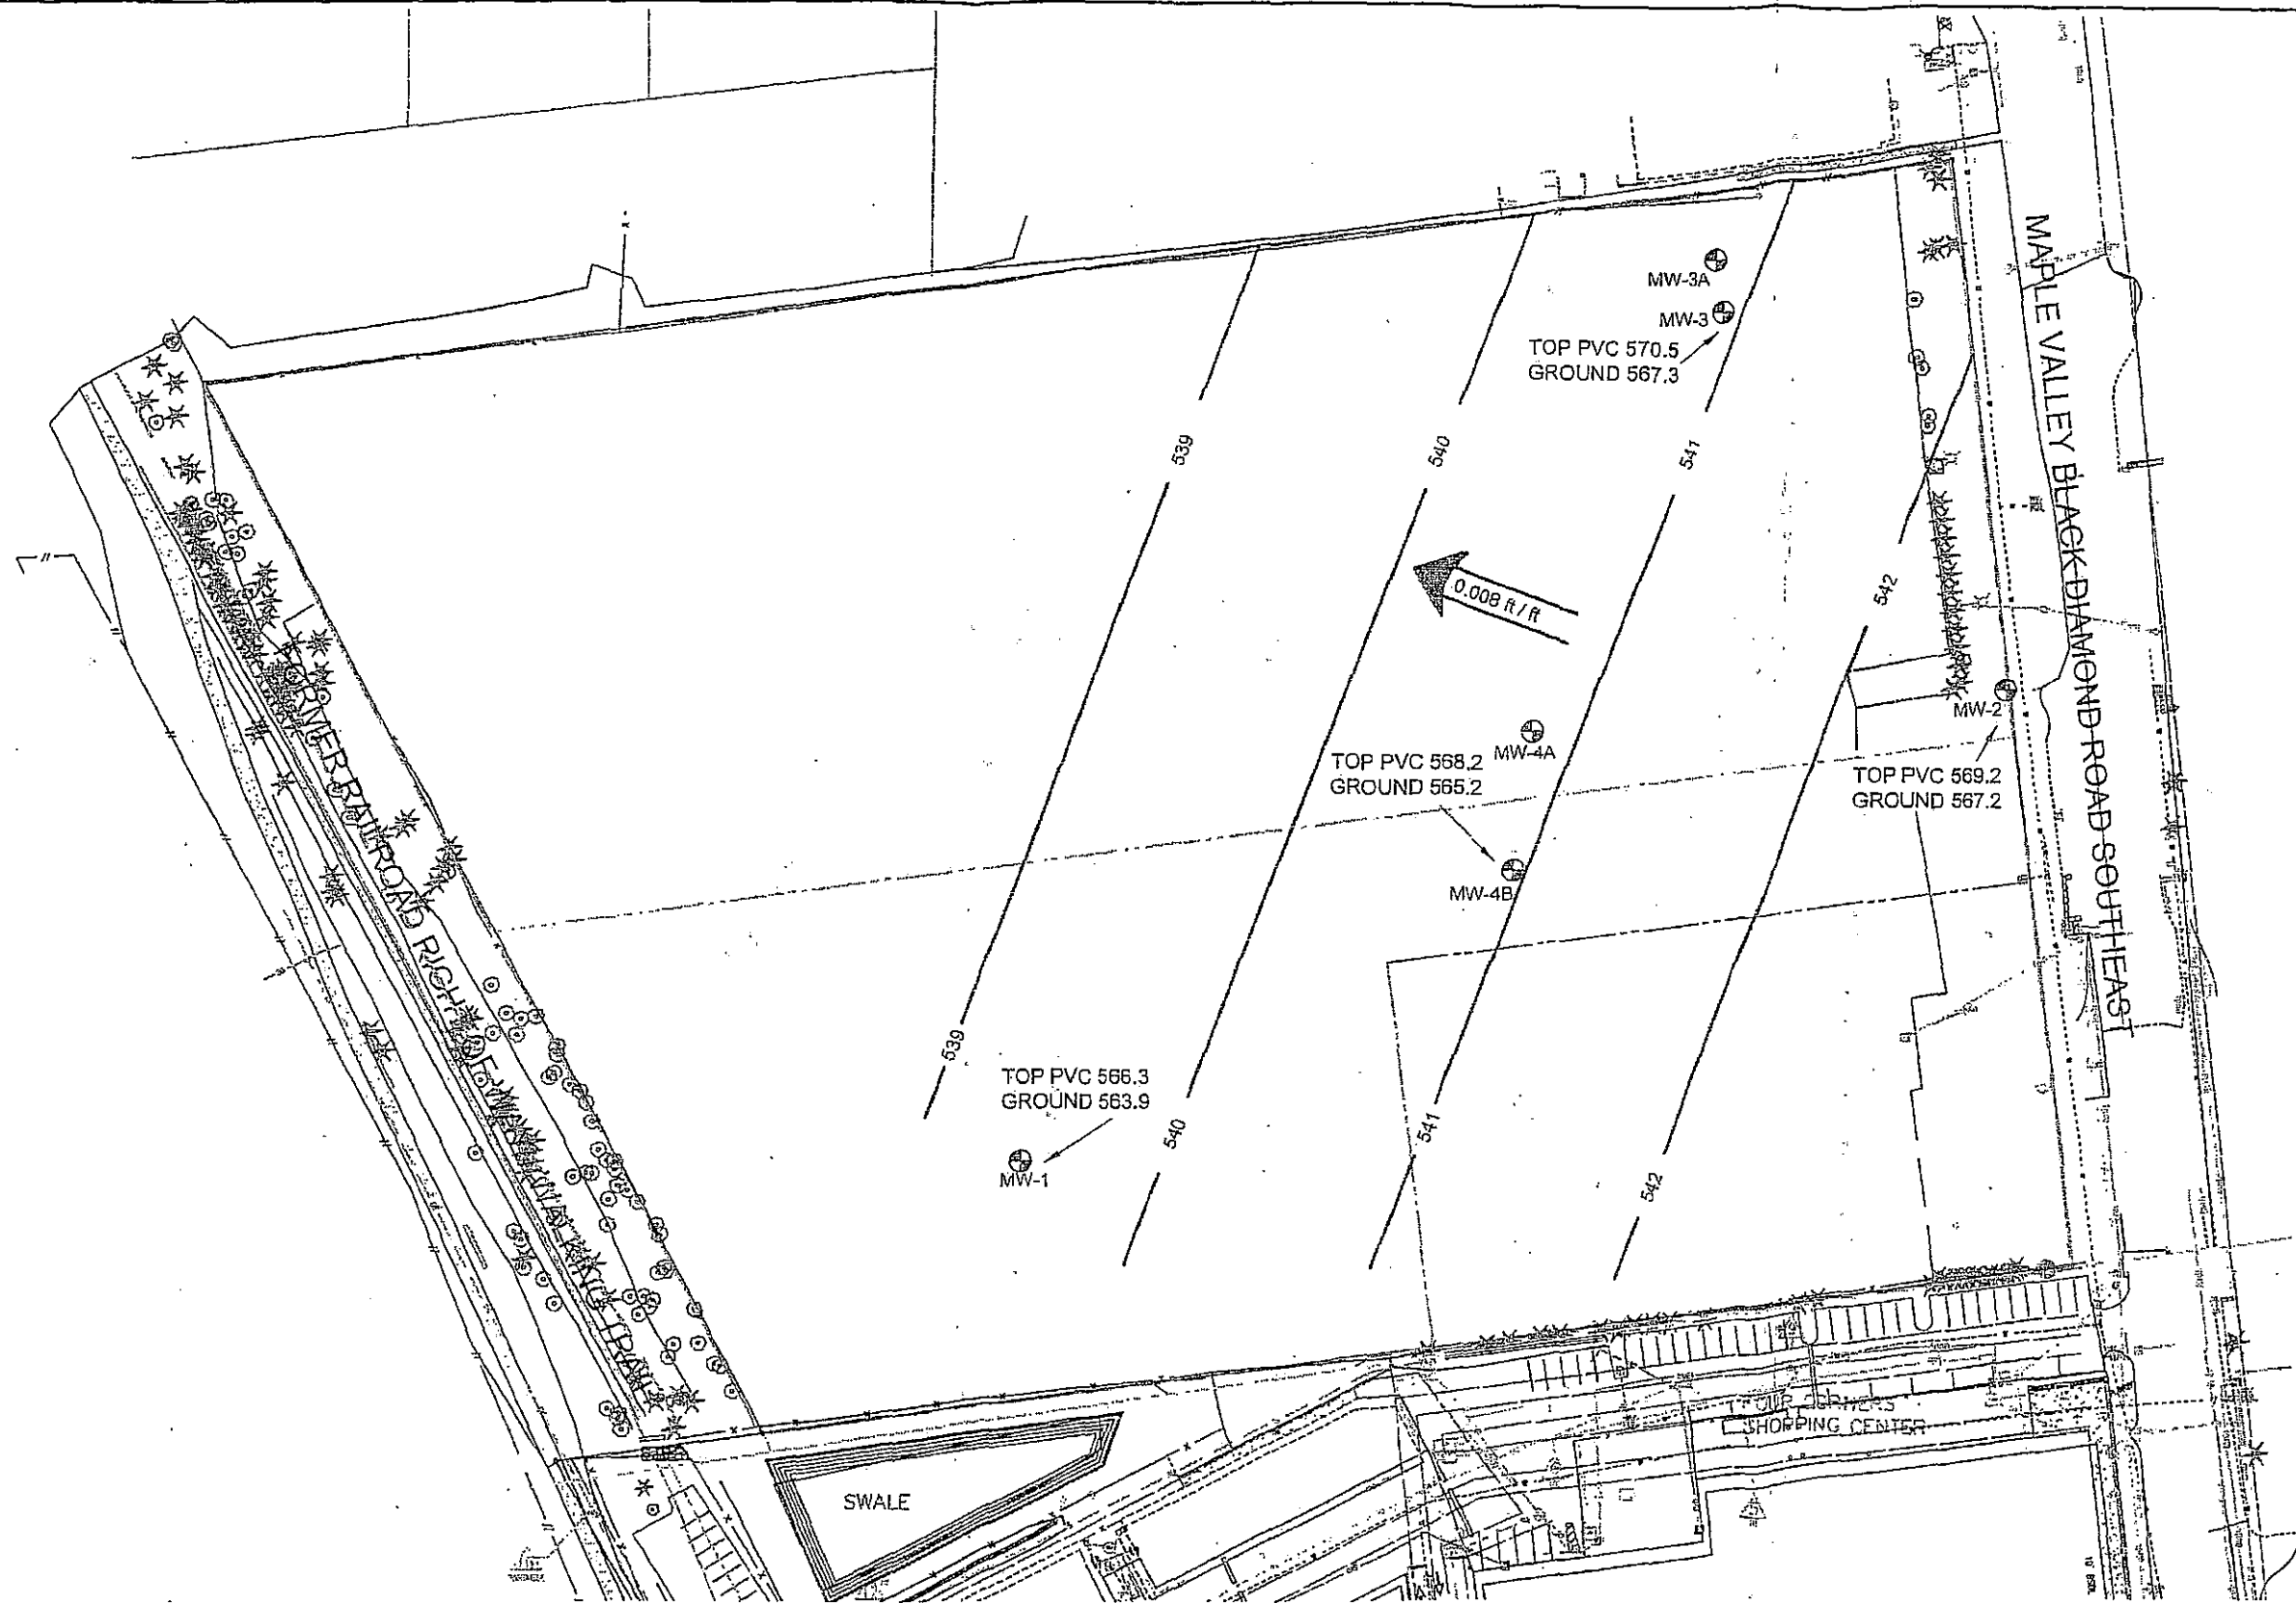 MW-3A
MW-3
TOP PVC 570.5
GROUND 567.3
MAPLE VALLEY BLACK DIAMOND ROAD SOUTHEAST
539
540
541
542
0.008 ft / ft
MW-2
TOP PVC 569.2
GROUND 567.2
MW-4A
TOP PVC 568.2
GROUND 565.2
MW-4B
FORMER RAILROAD RIGHT OF WAY
TRAIL
539
540
541
542
TOP PVC 566.3
GROUND 563.9
MW-1
SHOPPING CENTER
SWALE